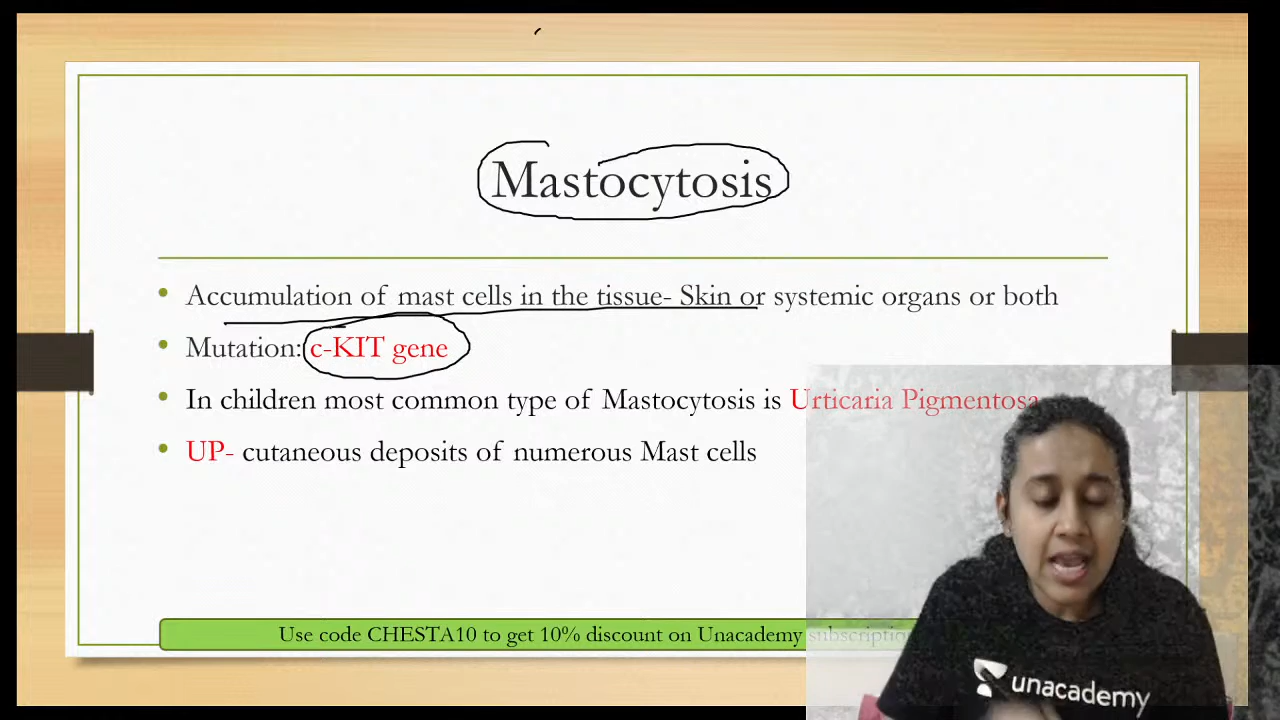 Mastocytosis
• Accumulation of mast cells in the tissue- Skin or systemic organs or both
• Mutation: c-KIT gene
• In children most common type of Mastocytosis is Urticaria Pigmentosa
• UP- cutaneous deposits of numerous Mast cells
Use code CHESTA10 to get 10% discount on Unacademy subscription
unacademy